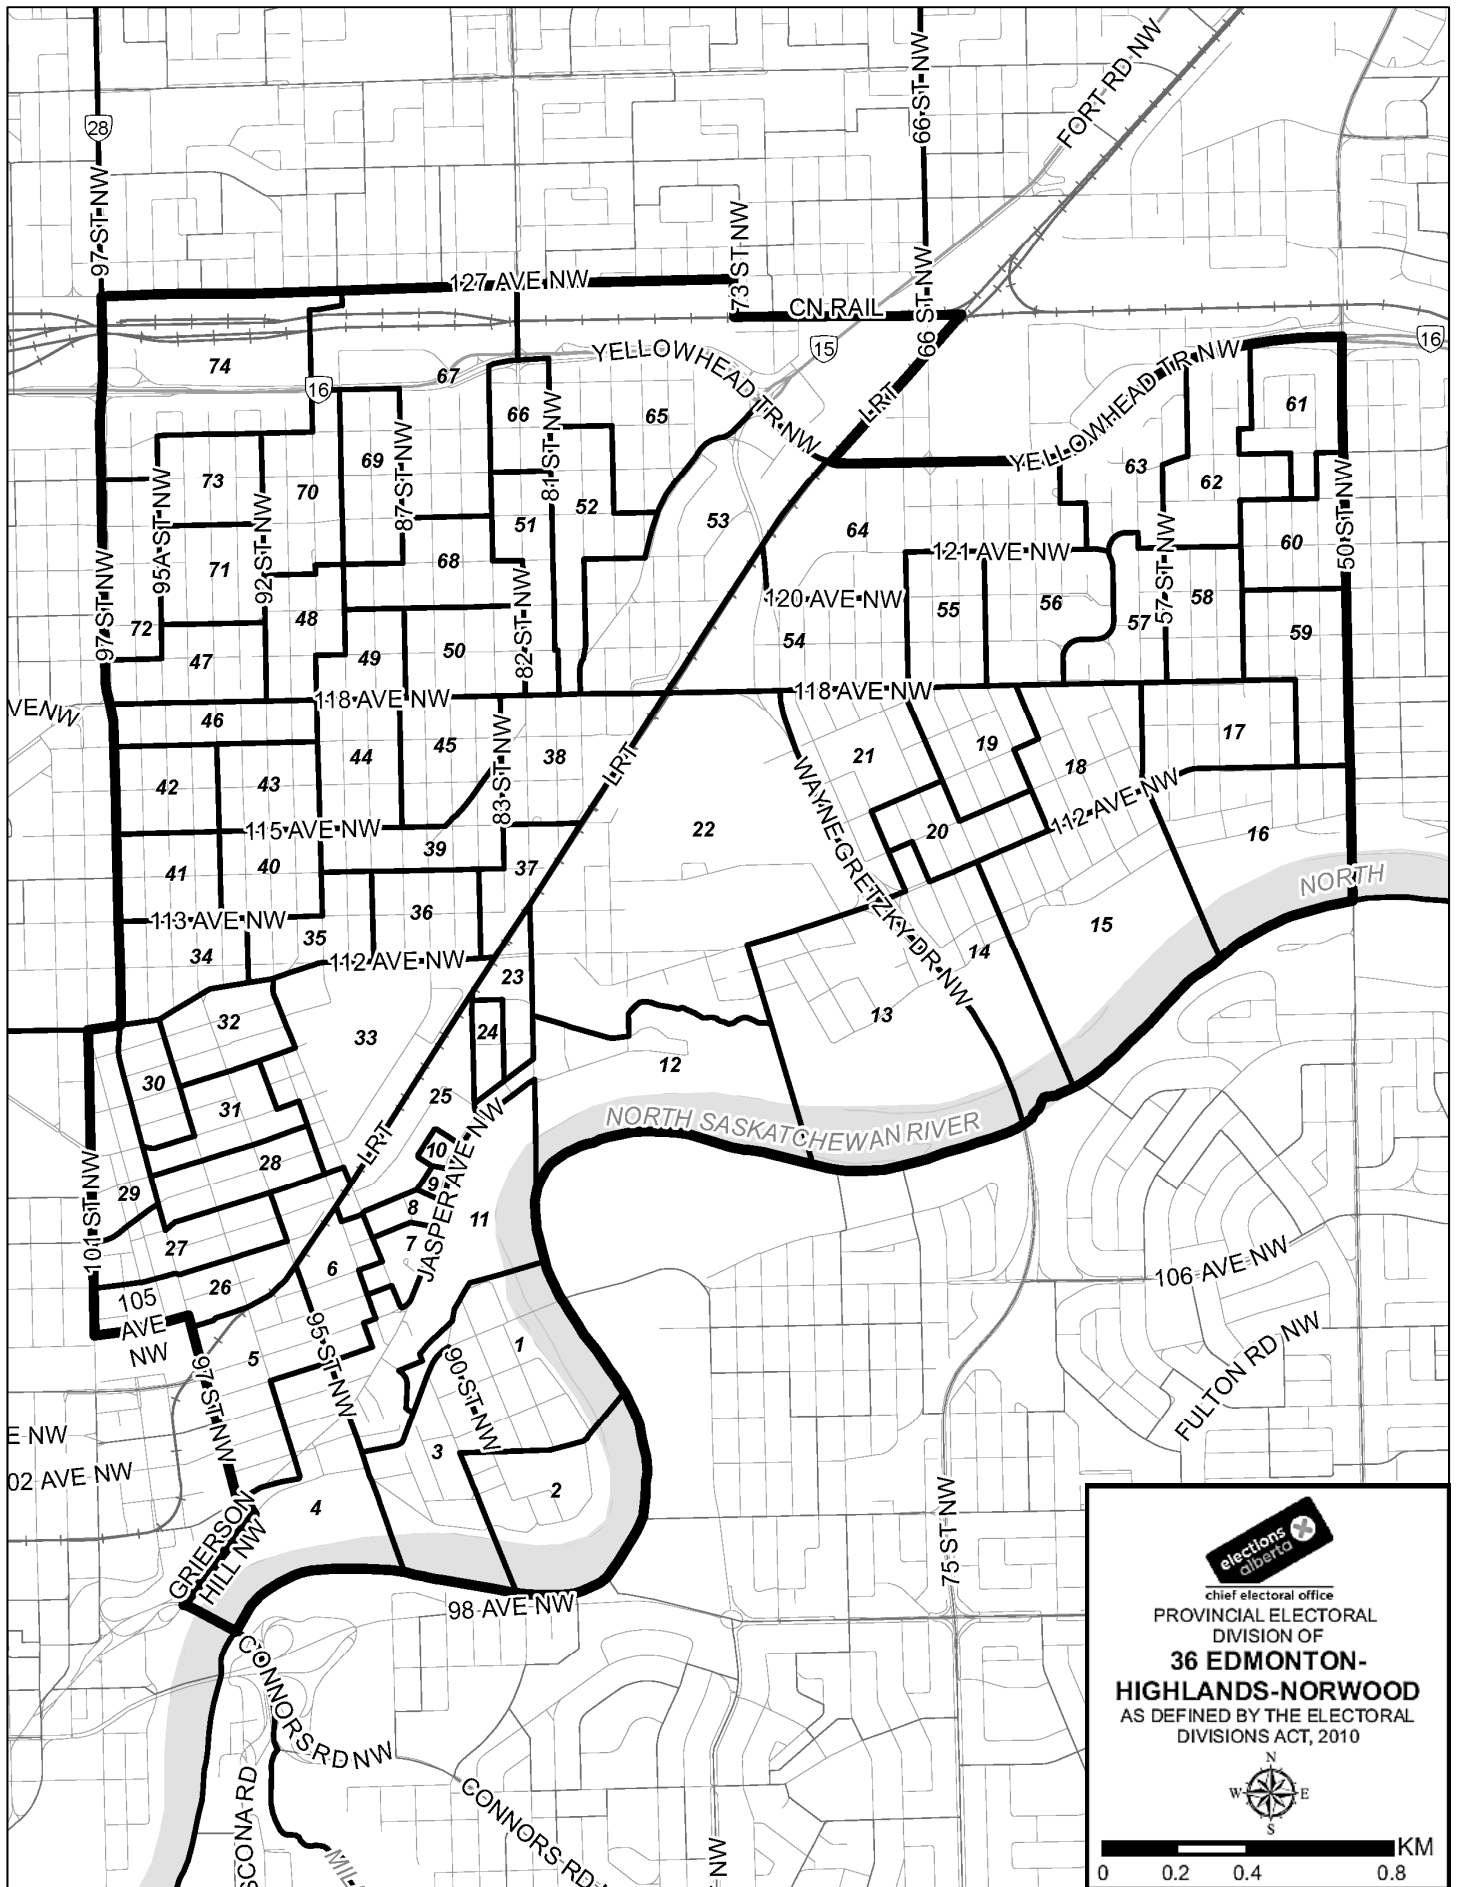 66 ST NW
FORT RD NW
28
97 ST NW
73 ST NW
66 ST NW
127 AVE NW
CN RAIL
15
16
YELLOWHEAD TR NW
YELLOWHEAD TR NW
74
67
16
LRT
66
65
61
69
87 ST NW
81 ST NW
73
70
63
62
95A ST NW
92 ST NW
52
51
53
64
57 ST NW
50 ST NW
60
121 AVE NW
71
68
97 ST NW
82 ST NW
120 AVE NW
55
56
58
57
59
72
48
54
47
49
50
118 AVE NW
118 AVE NW
VE NW
46
44
45
83 ST NW
38
LRT
21
19
17
18
42
43
WAYNE GRETZKY DR NW
112 AVE NW
115 AVE NW
39
22
20
16
41
40
37
NORTH
113 AVE NW
36
15
34
35
112 AVE NW
14
23
32
33
24
13
12
30
25
31
NORTH SASKATCHEWAN RIVER
LRT
JASPER AVE NW
10
28
9
29
101 ST NW
8
11
27
7
6
106 AVE NW
26
105
AVE
NW
95 ST NW
1
FULTON RD NW
5
90 ST NW
97 ST NW
E NW
3
02 AVE NW
2
4
75 ST NW
GRIERSON
HILL NW
98 AVE NW
CONNORS RD NW
SCONA RD
CONNORS RD
NW
elections
alberta
chief electoral office
PROVINCIAL ELECTORAL
DIVISION OF
36 EDMONTON-
HIGHLANDS-NORWOOD
AS DEFINED BY THE ELECTORAL
DIVISIONS ACT, 2010
N
W E
S
KM
0 0.2 0.4 0.8